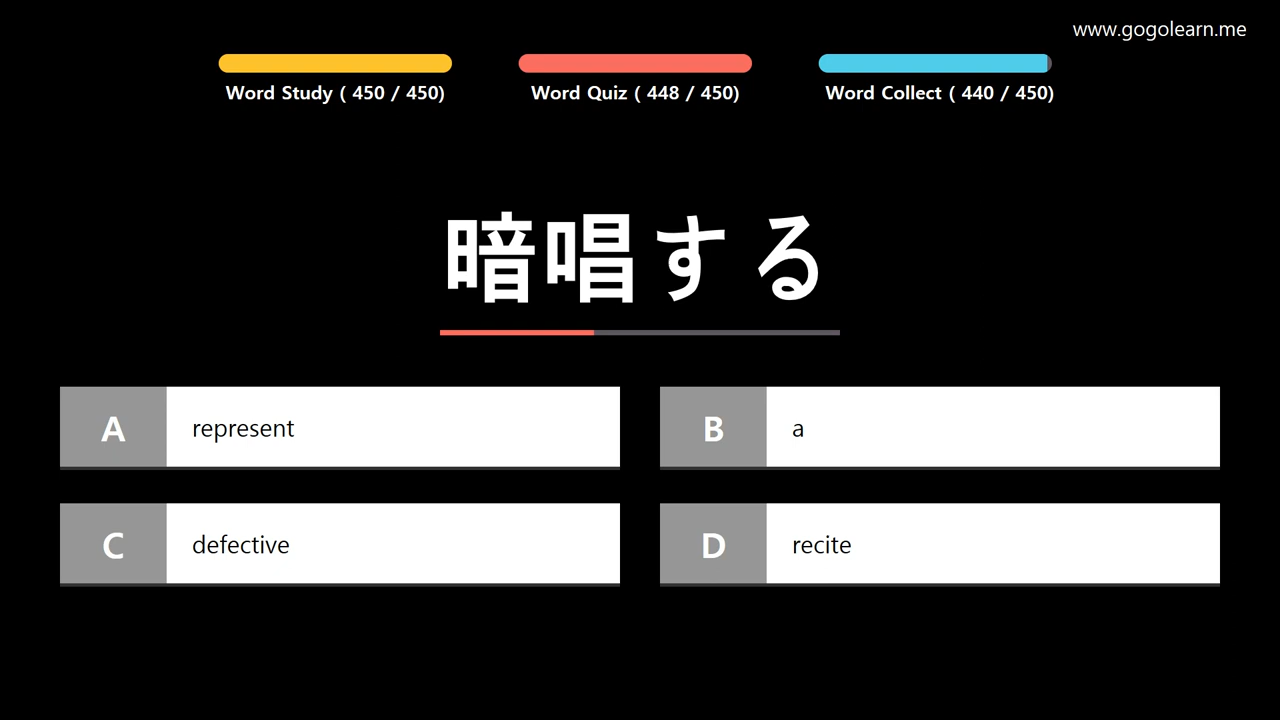 www.gogolearn.me
Word Study ( 450 / 450)
Word Quiz ( 448 / 450)
Word Collect ( 440 / 450)
暗唱する
A represent
B a
C defective
D recite